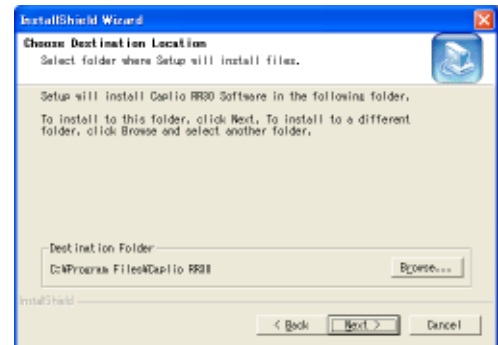 InstallShield Wizard
Choose Destination Location
Select folder where Setup will install files.
Setup will install Caplio RR30 Software in the following folder.
To install to this folder, click Next. To install to a different
folder, click Browse and select another folder.
Destination Folder
C:¥Program Files¥Caplio RR30
Browse...
InstallShield
< Back
Next >
Cancel